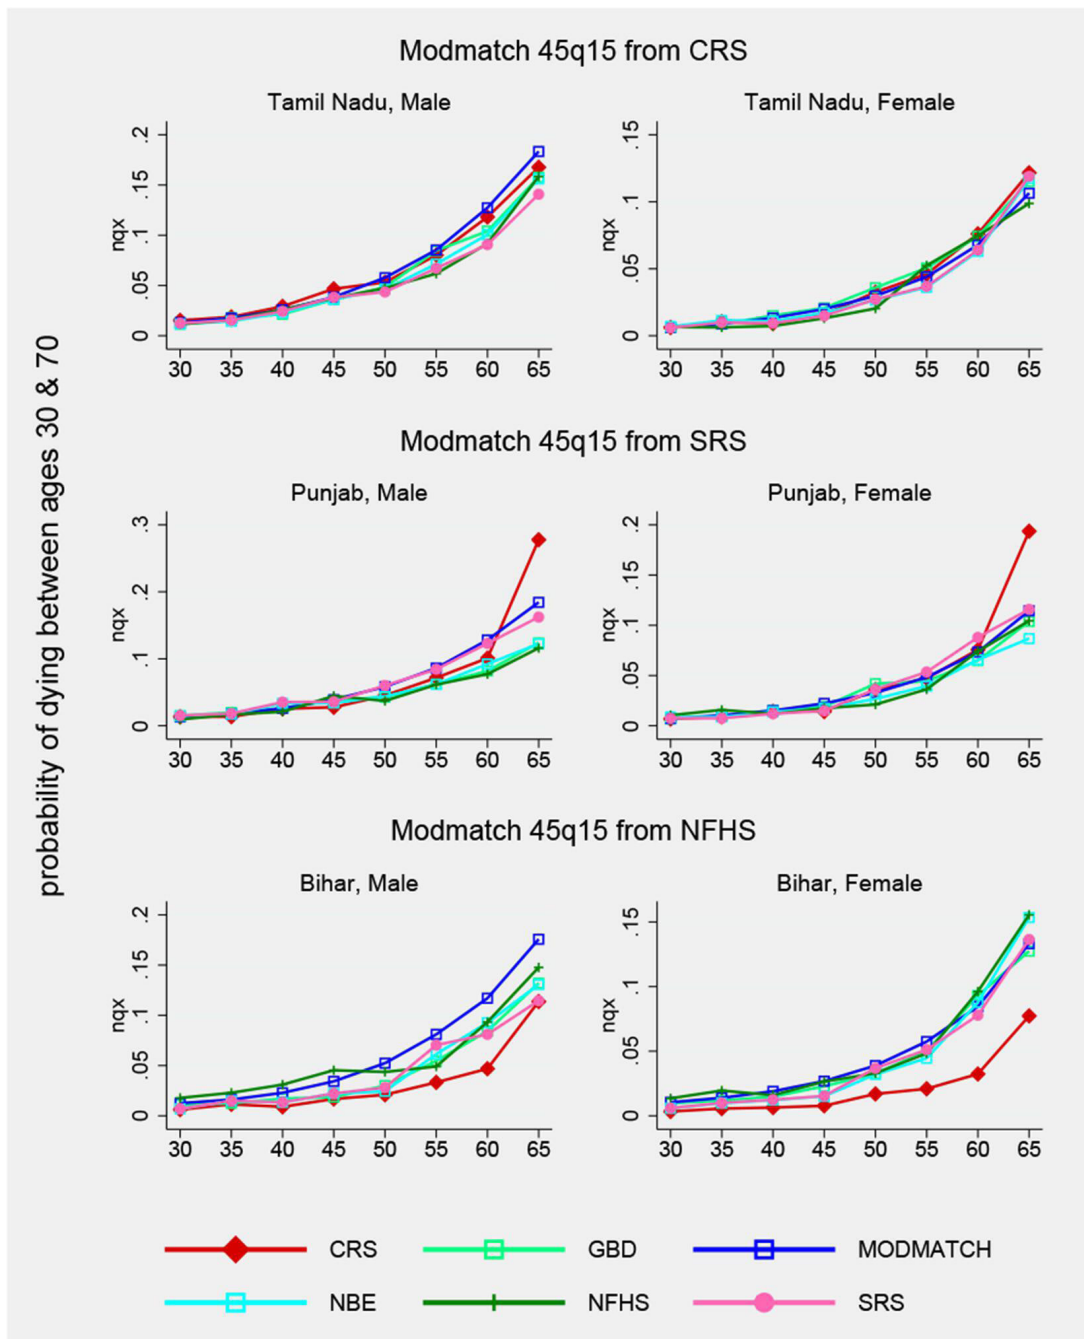 Modmatch 45q15 from CRS
Tamil Nadu, Male
Tamil Nadu, Female
nqx
0 .05 .1 .15 .2
30 35 40 45 50 55 60 65
nqx
0 .05 .1 .15
30 35 40 45 50 55 60 65
probability of dying between ages 30 & 70
Modmatch 45q15 from SRS
Punjab, Male
Punjab, Female
nqx
0 .1 .2 .3
30 35 40 45 50 55 60 65
nqx
0 .05 .1 .15 .2
30 35 40 45 50 55 60 65
Modmatch 45q15 from NFHS
Bihar, Male
Bihar, Female
nqx
0 .05 .1 .15 .2
30 35 40 45 50 55 60 65
nqx
0 .05 .1 .15
30 35 40 45 50 55 60 65
CRS GBD MODMATCH
NBE NFHS SRS